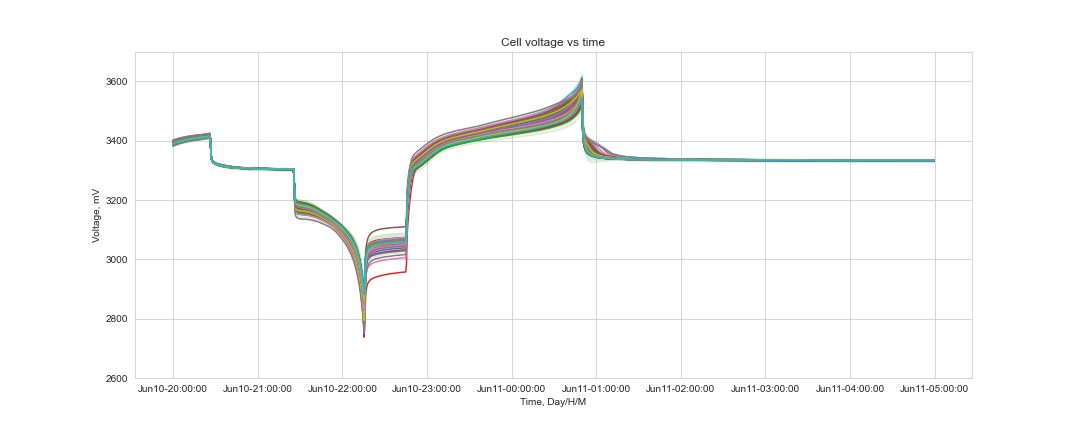 Cell voltage vs time
3600
3400
3200
3000
2800
2600
Voltage, mV
Jun10-20:00:00 Jun10-21:00:00 Jun10-22:00:00 Jun10-23:00:00 Jun11-00:00:00 Jun11-01:00:00 Jun11-02:00:00 Jun11-03:00:00 Jun11-04:00:00 Jun11-05:00:00
Time, Day/H/M